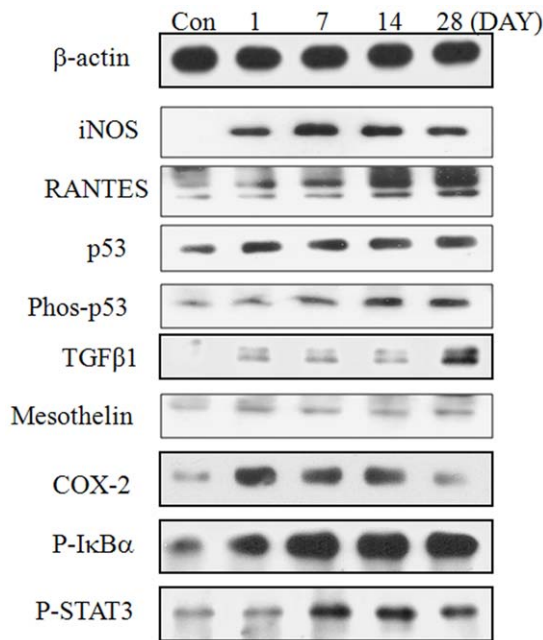 Con 1 7 14 28 (DAY)
β-actin
iNOS
RANTES
p53
Phos-p53
TGFβ1
Mesothelin
COX-2
P-IκBα
P-STAT3